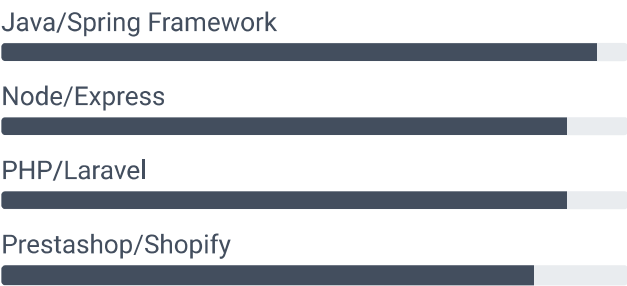 Java/Spring Framework
Node/Express
PHP/Laravel
Prestashop/Shopify